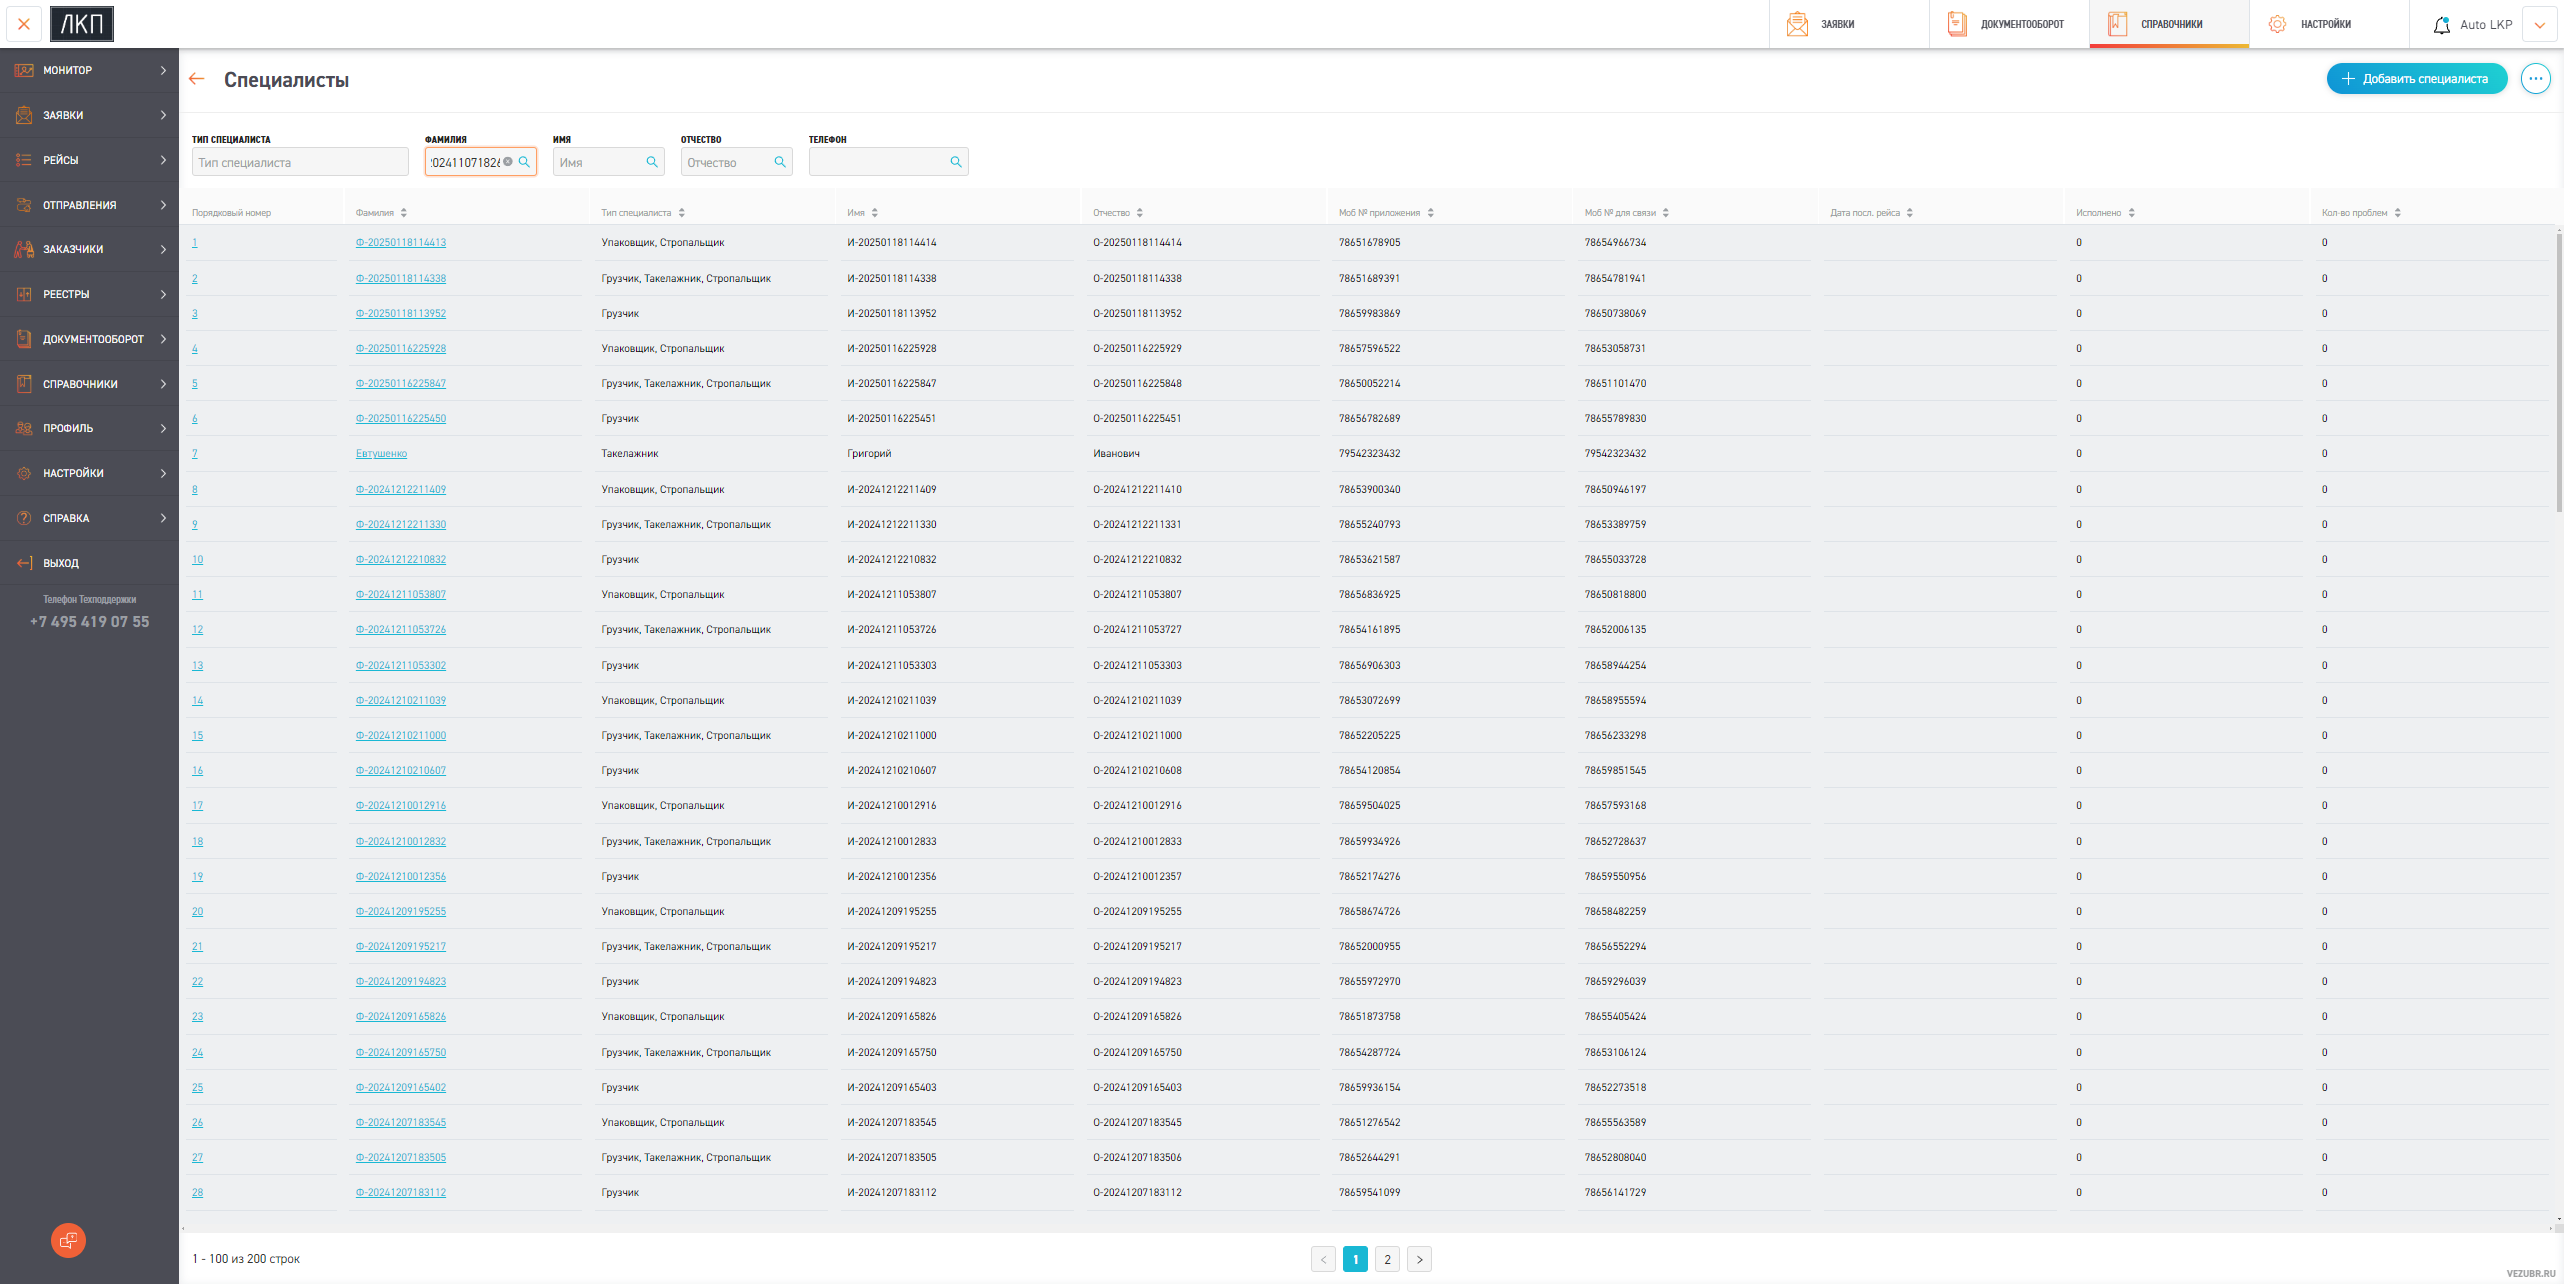 ЛКП
ЗАЯВКИ
ДОКУМЕНТООБОРОТ
СПРАВОЧНИКИ
НАСТРОЙКИ
Auto LKP
МОНИТОР
ЗАЯВКИ
РЕЙСЫ
ОТПРАВЛЕНИЯ
ЗАКАЗЧИКИ
РЕЕСТРЫ
ДОКУМЕНТООБОРОТ
СПРАВОЧНИКИ
ПРОФИЛЬ
НАСТРОЙКИ
СПРАВКА
ВЫХОД
Телефон Техподдержки
+7 495 419 07 55
Специалисты
Добавить специалиста
ТИП СПЕЦИАЛИСТА ФАМИЛИЯ ИМЯ ОТЧЕСТВО ТЕЛЕФОН
Тип специалиста 202411071826 Имя Отчество
Порядковый номер Фамилия Тип специалиста Имя Отчество Моб № приложения Моб № для связи Дата посл. рейса Исполнено Кол-во проблем
1 Ф-20250118114413 Упаковщик, Стропальщик И-20250118114414 О-20250118114414 78651678905 78654966734 0 0
2 Ф-20250118114338 Грузчик, Такелажник, Стропальщик И-20250118114338 О-20250118114338 78651689391 78654781941 0 0
3 Ф-20250118113952 Грузчик И-20250118113952 О-20250118113952 78659983869 78650738069 0 0
4 Ф-20250116225928 Упаковщик, Стропальщик И-20250116225928 О-20250116225929 78657596522 78653058731 0 0
5 Ф-20250116225847 Грузчик, Такелажник, Стропальщик И-20250116225847 О-20250116225848 78650052214 78651101470 0 0
6 Ф-20250116225450 Грузчик И-20250116225451 О-20250116225451 78656782689 78655789830 0 0
7 Евтушенко Такелажник Григорий Иванович 79542323432 79542323432 0 0
8 Ф-20241212211409 Упаковщик, Стропальщик И-20241212211409 О-20241212211410 78653900340 78650946197 0 0
9 Ф-20241212211330 Грузчик, Такелажник, Стропальщик И-20241212211330 О-20241212211331 78655240793 78653389759 0 0
10 Ф-20241212210832 Грузчик И-20241212210832 О-20241212210832 78653621587 78655033728 0 0
11 Ф-20241211053807 Упаковщик, Стропальщик И-20241211053807 О-20241211053807 78656836925 78650818800 0 0
12 Ф-20241211053726 Грузчик, Такелажник, Стропальщик И-20241211053726 О-20241211053727 78654161895 78652006135 0 0
13 Ф-20241211053302 Грузчик И-20241211053303 О-20241211053303 78656906303 78658944254 0 0
14 Ф-20241210211039 Упаковщик, Стропальщик И-20241210211039 О-20241210211039 78653072699 78658955594 0 0
15 Ф-20241210211000 Грузчик, Такелажник, Стропальщик И-20241210211000 О-20241210211000 78652205225 78656233298 0 0
16 Ф-20241210210607 Грузчик И-20241210210607 О-20241210210608 78654120854 78659851545 0 0
17 Ф-20241210012916 Упаковщик, Стропальщик И-20241210012916 О-20241210012916 78659504025 78657593168 0 0
18 Ф-20241210012832 Грузчик, Такелажник, Стропальщик И-20241210012833 О-20241210012833 78659934926 78652728637 0 0
19 Ф-20241210012356 Грузчик И-20241210012356 О-20241210012357 78652174276 78659550956 0 0
20 Ф-20241209195255 Упаковщик, Стропальщик И-20241209195255 О-20241209195255 78658674726 78658482259 0 0
21 Ф-20241209195217 Грузчик, Такелажник, Стропальщик И-20241209195217 О-20241209195217 78652000955 78656552294 0 0
22 Ф-20241209194823 Грузчик И-20241209194823 О-20241209194823 78655972970 78659296039 0 0
23 Ф-20241209165826 Упаковщик, Стропальщик И-20241209165826 О-20241209165826 78651873758 78655405424 0 0
24 Ф-20241209165750 Грузчик, Такелажник, Стропальщик И-20241209165750 О-20241209165750 78654287724 78653106124 0 0
25 Ф-20241209165402 Грузчик И-20241209165403 О-20241209165403 78659936154 78652273518 0 0
26 Ф-20241207183545 Упаковщик, Стропальщик И-20241207183545 О-20241207183545 78651276542 78655563589 0 0
27 Ф-20241207183505 Грузчик, Такелажник, Стропальщик И-20241207183505 О-20241207183506 78652644291 78652808040 0 0
28 Ф-20241207183112 Грузчик И-20241207183112 О-20241207183112 78659541099 78656141729 0 0
1 - 100 из 200 строк
< 1 2 >
VEZUBR.RU